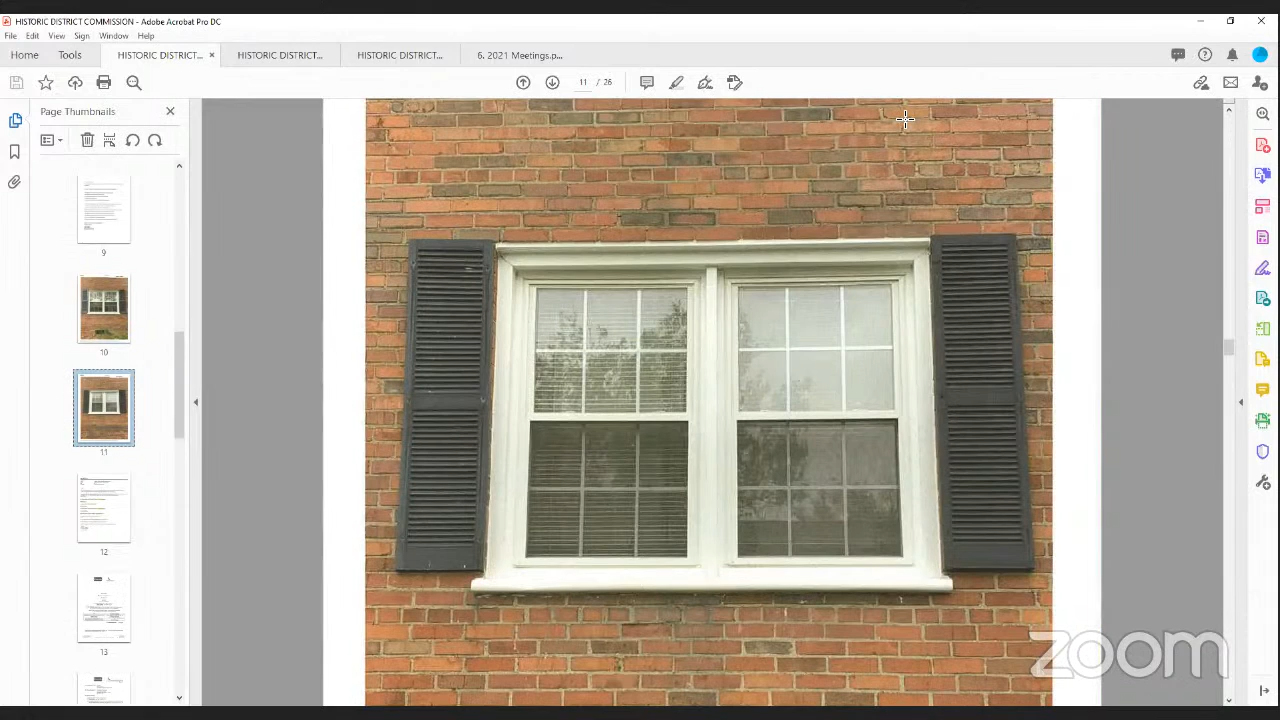 HISTORIC DISTRICT COMMISSION - Adobe Acrobat Pro DC
File Edit View Sign Window Help
Home Tools HISTORIC DISTRICT... × HISTORIC DISTRICT... HISTORIC DISTRICT... 6. 2021 Meetings.p...
11 / 26
Page Thumbnails ×
9
10
11
12
13
zoom